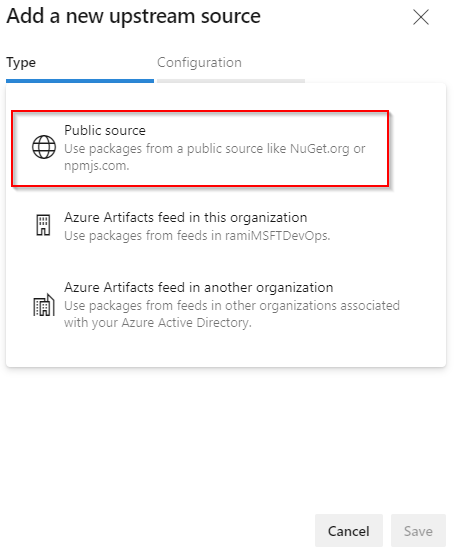 Add a new upstream source
Type
Configuration
Public source
Use packages from a public source like NuGet.org or
npmjs.com.
Azure Artifacts feed in this organization
Use packages from feeds in ramiMSFTDevOps.
Azure Artifacts feed in another organization
Use packages from feeds in other organizations associated
with your Azure Active Directory.
Cancel
Save